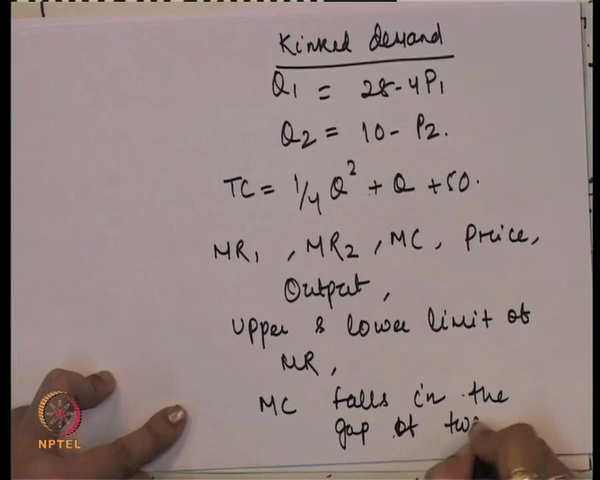 Kinked demand
Q1 = 28-4P1
Q2 = 10-P2.
TC = 1/4 Q² + Q + 50.
MR1, MR2, MC, Price,
Output,
Upper & lower limit of
MR,
MC falls in the
gap of two
NPTEL